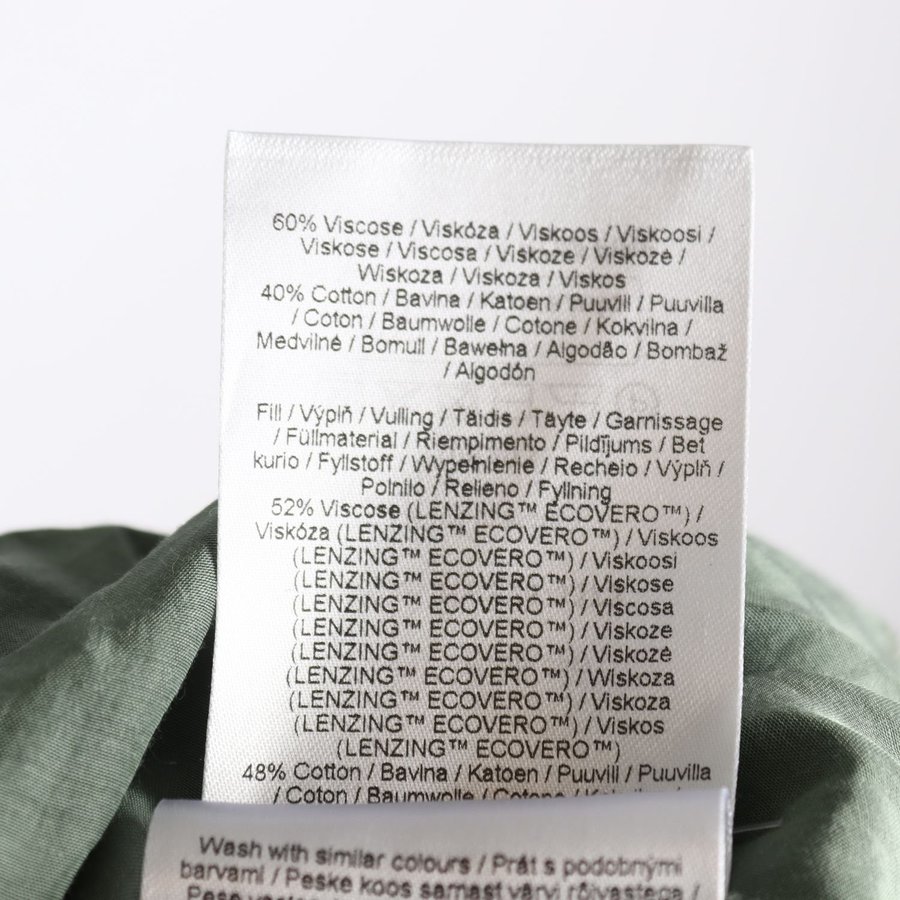 60% Viscose / Viskóza / Viskoos / Viskoosi /
Viskose / Viscosa / Viskoze / Viskozė /
Wiskoza / Viskoza / Viskos
40% Cotton / Bavlna / Katoen / Puuvill / Puuvilla
/ Coton / Baumwolle / Cotone / Kokvilna /
Medvilnė / Bomull / Bawełna / Algodão / Bombaž
/ Algodón
Fill / Výplň / Vulling / Täidis / Täyte / Garnissage
/ Füllmaterial / Riempimento / Pildījums / Bet
kurio / Fyllstoff / Wypełnienie / Recheio / Výplň /
Polnilo / Relleno / Fyllning
52% Viscose (LENZING™ ECOVERO™) /
Viskóza (LENZING™ ECOVERO™) / Viskoos
(LENZING™ ECOVERO™) / Viskoosi
(LENZING™ ECOVERO™) / Viskose
(LENZING™ ECOVERO™) / Viscosa
(LENZING™ ECOVERO™) / Viskoze
(LENZING™ ECOVERO™) / Viskozė
(LENZING™ ECOVERO™) / Wiskoza
(LENZING™ ECOVERO™) / Viskoza
(LENZING™ ECOVERO™) / Viskos
(LENZING™ ECOVERO™)
48% Cotton / Bavlna / Katoen / Puuvill / Puuvilla
/ Coton / Baumwolle / Cotone / Kokvilna /
Wash with similar colours / Prát s podobnými
barvami / Peske koos samast värvi rõivastega /
Pese